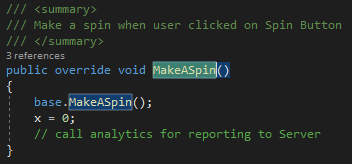 /// <summary>
/// Make a spin when user clicked on Spin Button
/// </summary>
3 references
public override void MakeASpin()
{
base.MakeASpin();
x = 0;
// call analytics for reporting to Server
}